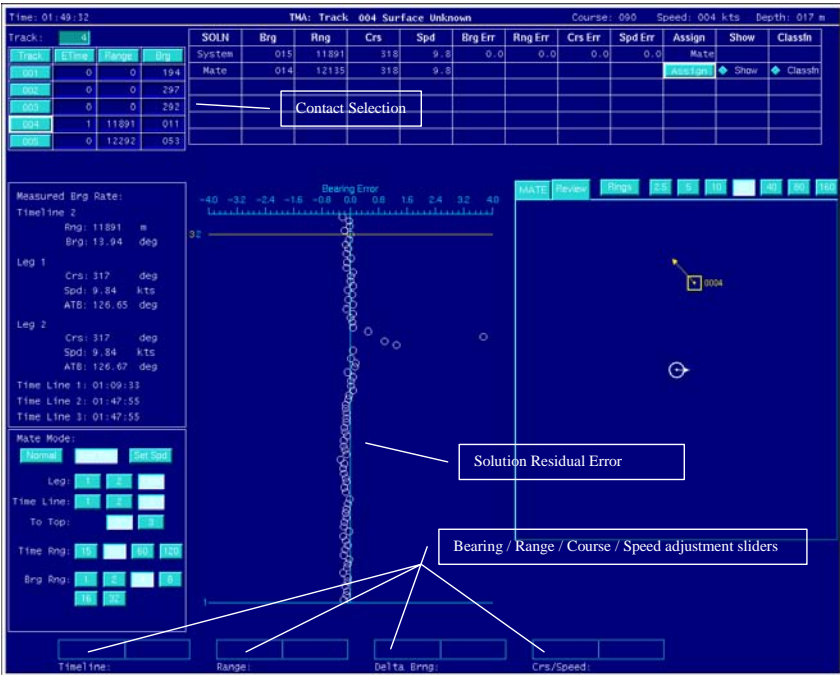 Time: 01:49:32 TMA: Track 004 Surface Unknown Course: 090 Speed: 004 kts Depth: 017 m
Track: 4
Track ETime Range Brg
001 0 0 194
002 0 0 297
003 0 0 292
004 1 11891 011
005 0 12292 053
SOLN Brg Rng Crs Spd Brg Err Rng Err Crs Err Spd Err Assign Show Classfn
System 015 11891 318 9.8 0.0 0.0 0.0 0.0 Mate
Mate 014 12135 318 9.8 Assign Show Classfn
Contact Selection
Measured Brg Rate:
Timeline 2
Rng: 11891 m
Brg: 13.94 deg
Leg 1
Crs: 317 deg
Spd: 9.84 kts
ATB: 126.65 deg
Leg 2
Crs: 317 deg
Spd: 9.84 kts
ATB: 126.67 deg
Time Line 1: 01:09:33
Time Line 2: 01:47:55
Time Line 3: 01:47:55
Bearing Error
-4.0 -3.2 -2.4 -1.6 -0.8 0.0 0.8 1.6 2.4 3.2 4.0
32
1
MATE Review Rings 2.5 5 10 40 80 160
0004
Solution Residual Error
Bearing / Range / Course / Speed adjustment sliders
Mate Mode:
Normal Set Spd
Leg: 1 2
Time Line: 1 2
To Top: 3
Time Rng: 15 60 120
Brg Rng: 1 2 8
16 32
Timeline: Range: Delta Brng: Crs/Speed: